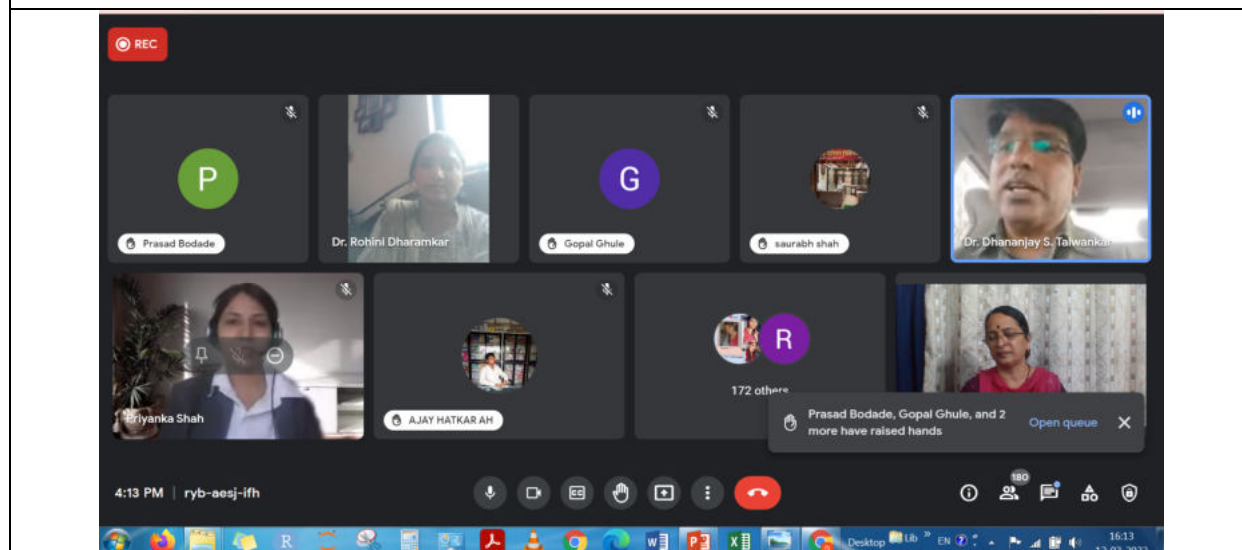 REC
P
Prasad Bodade
Dr. Rohini Dharamkar
G
Gopal Ghule
saurabh shah
Dr. Dhananjay S. Talwankar
Priyanka Shah
AJAY HATKAR AH
R
172 others
Prasad Bodade, Gopal Ghule, and 2
more have raised hands
Open queue
4:13 PM | ryb-aesj-ifh
CC
180
R
W
P
X
Desktop
Lib
EN
16:13